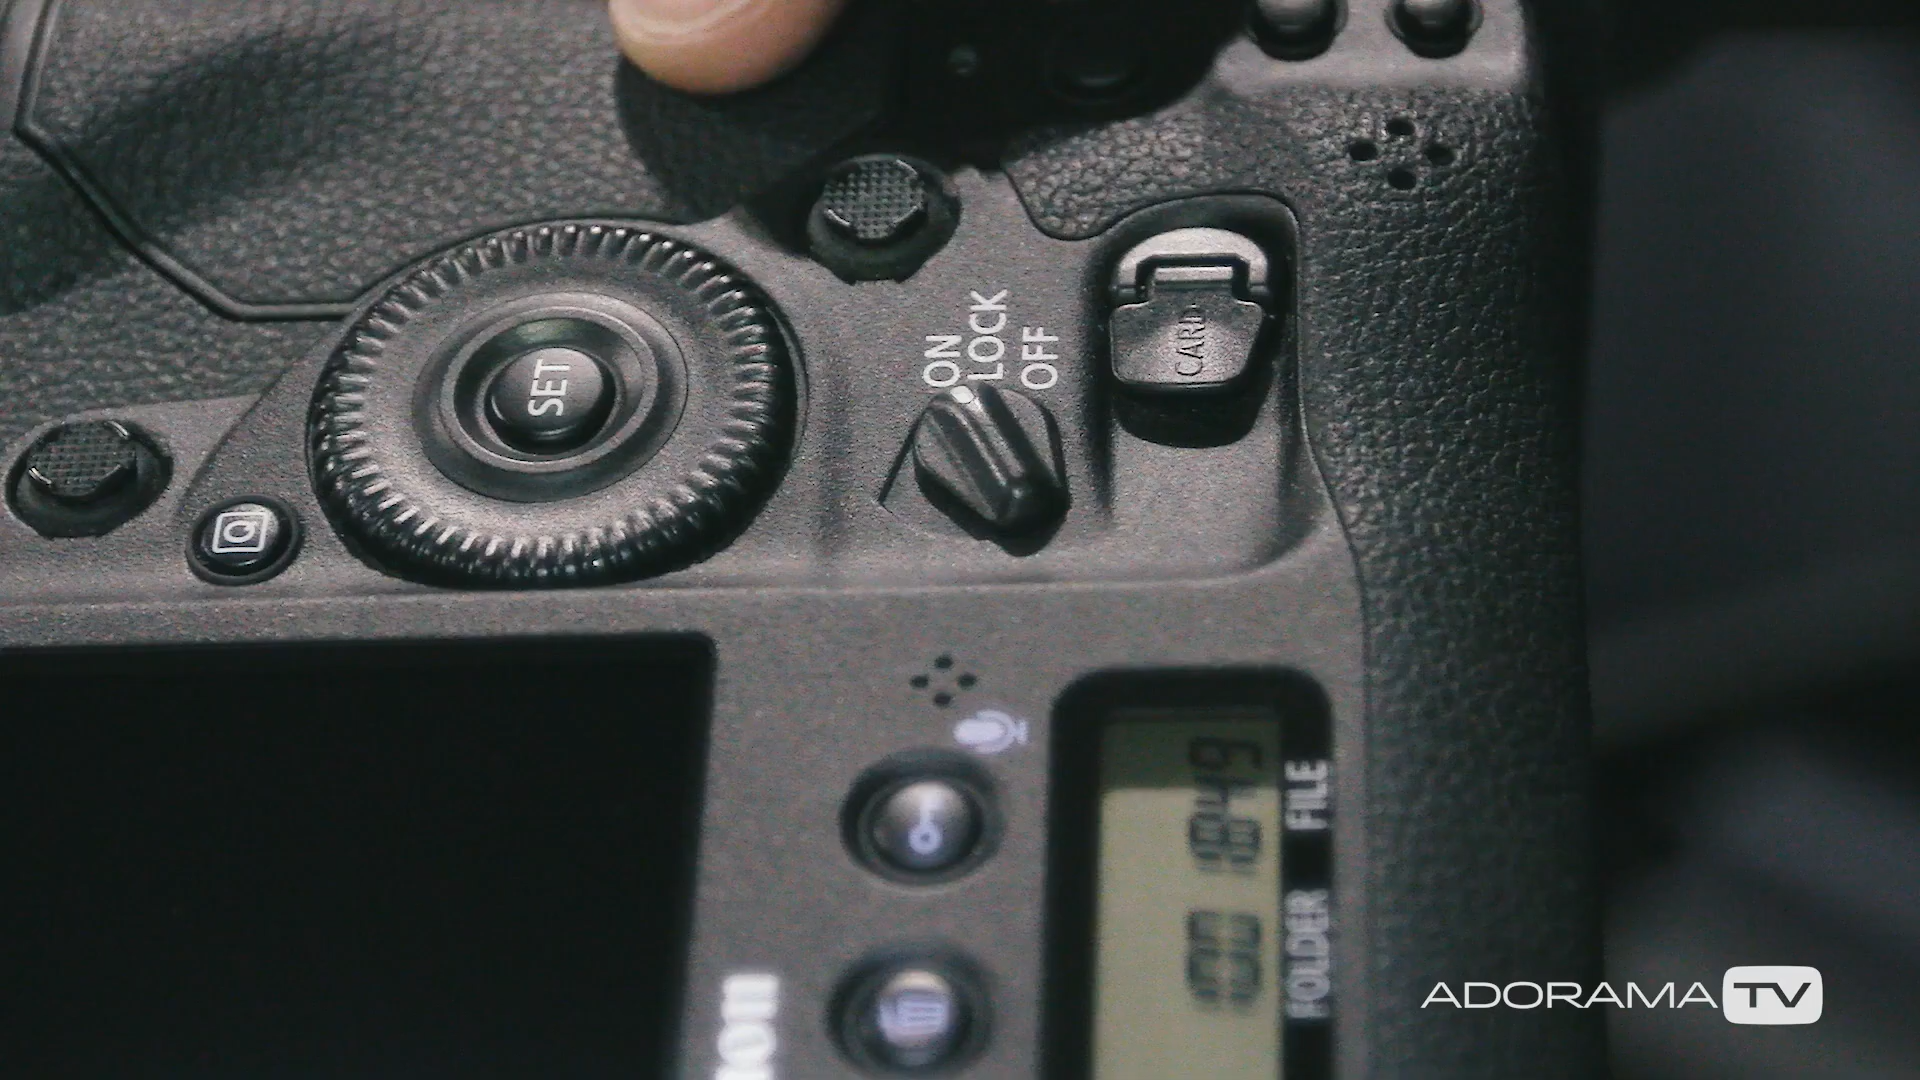 SET
ON
LOCK
OFF
CARD
Q
FILE
FOLDER
ADORAMA TV